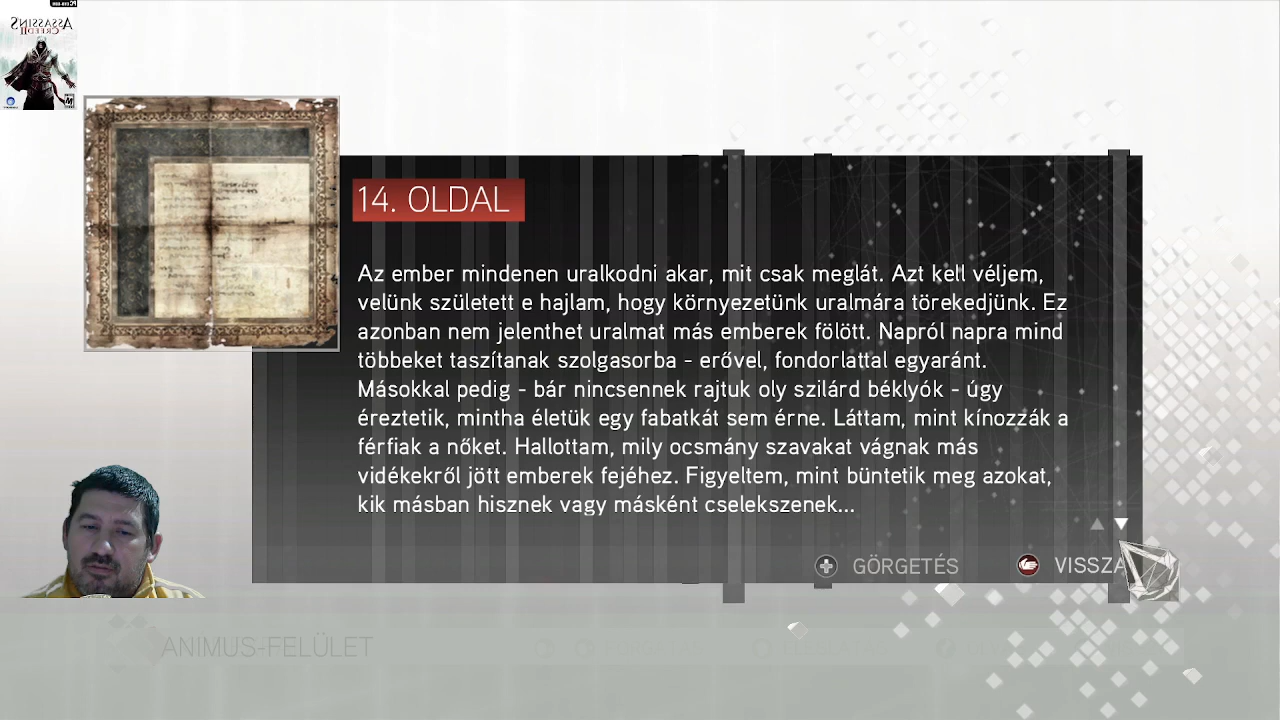 ASSASSIN'S
CREED II
14. OLDAL
Az ember mindenen uralkodni akar, mit csak meglát. Azt kell véljem,
velünk született e hajlam, hogy környezetünk uralmára törekedjünk. Ez
azonban nem jelenthet uralmat más emberek fölött. Napról napra mind
többeket taszítanak szolgasorba - erővel, fondorlattal egyaránt.
Másokkal pedig - bár nincsennek rajtuk oly szilárd béklyók - úgy
éreztetik, mintha életük egy fabatkát sem érne. Láttam, mint kínozzák a
férfiak a nőket. Hallottam, mily ocsmány szavakat vágnak más
vidékekről jött emberek fejéhez. Figyeltem, mint büntetik meg azokat,
kik másban hisznek vagy másként cselekszenek...
GÖRGETÉS
VISSZA
ANIMUS-FELÜLET